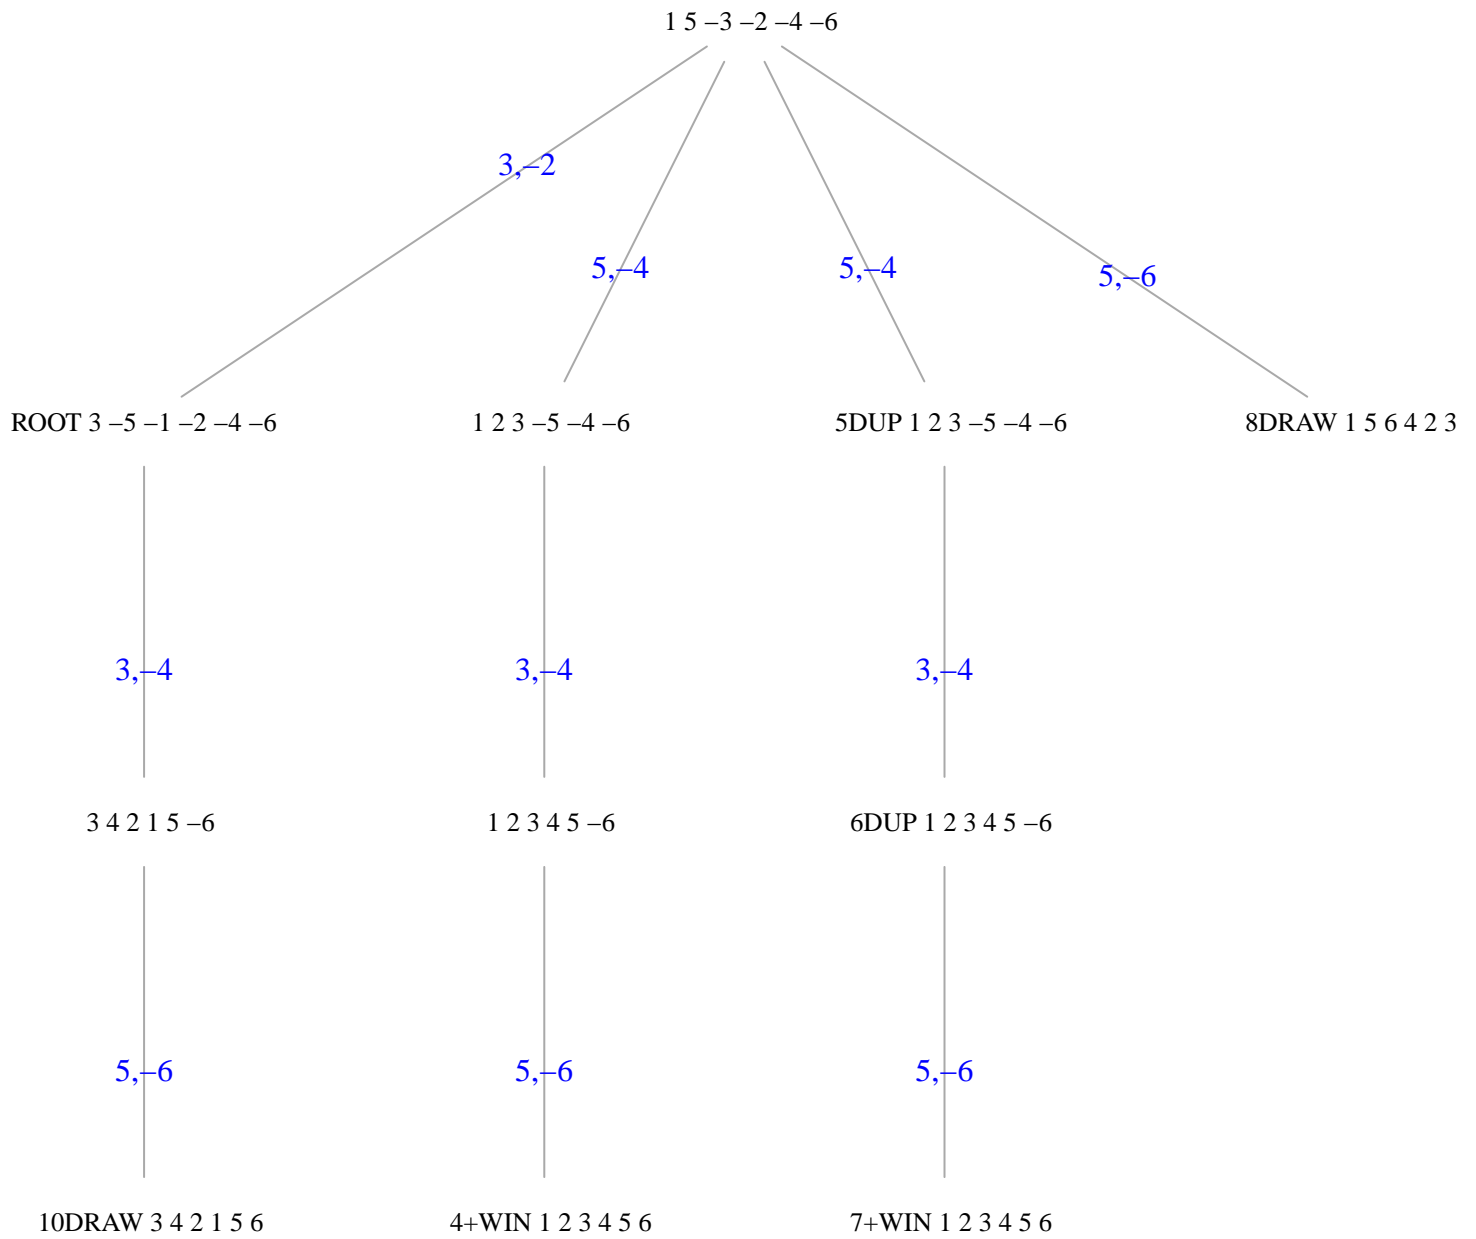 1 5 –3 –2 –4 –6
3,–2
5,–4
5,–4
5,–6
ROOT 3 –5 –1 –2 –4 –6
1 2 3 –5 –4 –6
5DUP 1 2 3 –5 –4 –6
8DRAW 1 5 6 4 2 3
3,–4
3,–4
3,–4
3 4 2 1 5 –6
1 2 3 4 5 –6
6DUP 1 2 3 4 5 –6
5,–6
5,–6
5,–6
10DRAW 3 4 2 1 5 6
4+WIN 1 2 3 4 5 6
7+WIN 1 2 3 4 5 6